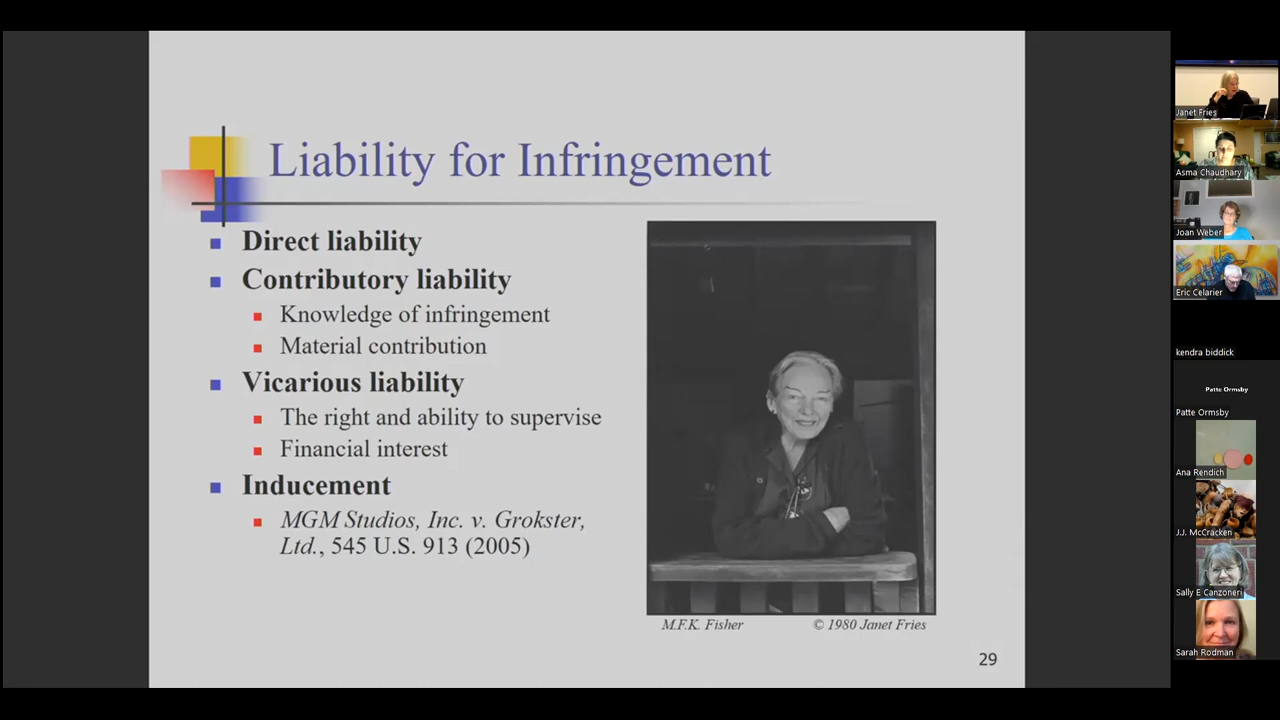 Liability for Infringement
Direct liability
Contributory liability
Knowledge of infringement
Material contribution
Vicarious liability
The right and ability to supervise
Financial interest
Inducement
MGM Studios, Inc. v. Grokster,
Ltd., 545 U.S. 913 (2005)
M.F.K. Fisher
© 1980 Janet Fries
29
Janet Fries
Asma Chaudhary
Joan Weber
Eric Celarier
kendra biddick
Patte Ormsby
Patte Ormsby
Ana Rendich
J.J. McCracken
Sally E Canzoneri
Sarah Rodman